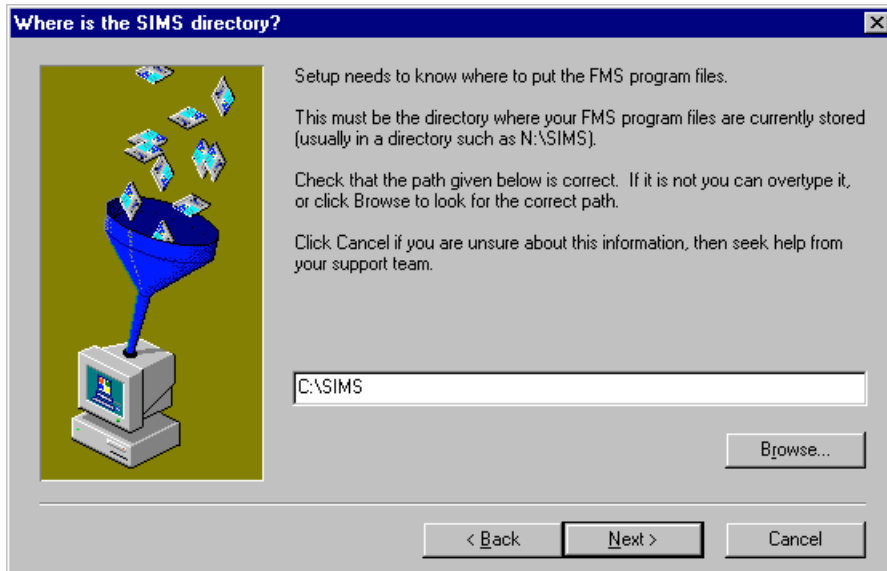 Where is the SIMS directory?
Setup needs to know where to put the FMS program files.
This must be the directory where your FMS program files are currently stored
(usually in a directory such as N:\SIMS).
Check that the path given below is correct.  If it is not you can overtype it,
or click Browse to look for the correct path.
Click Cancel if you are unsure about this information, then seek help from
your support team.
C:\SIMS
Browse...
< Back
Next >
Cancel